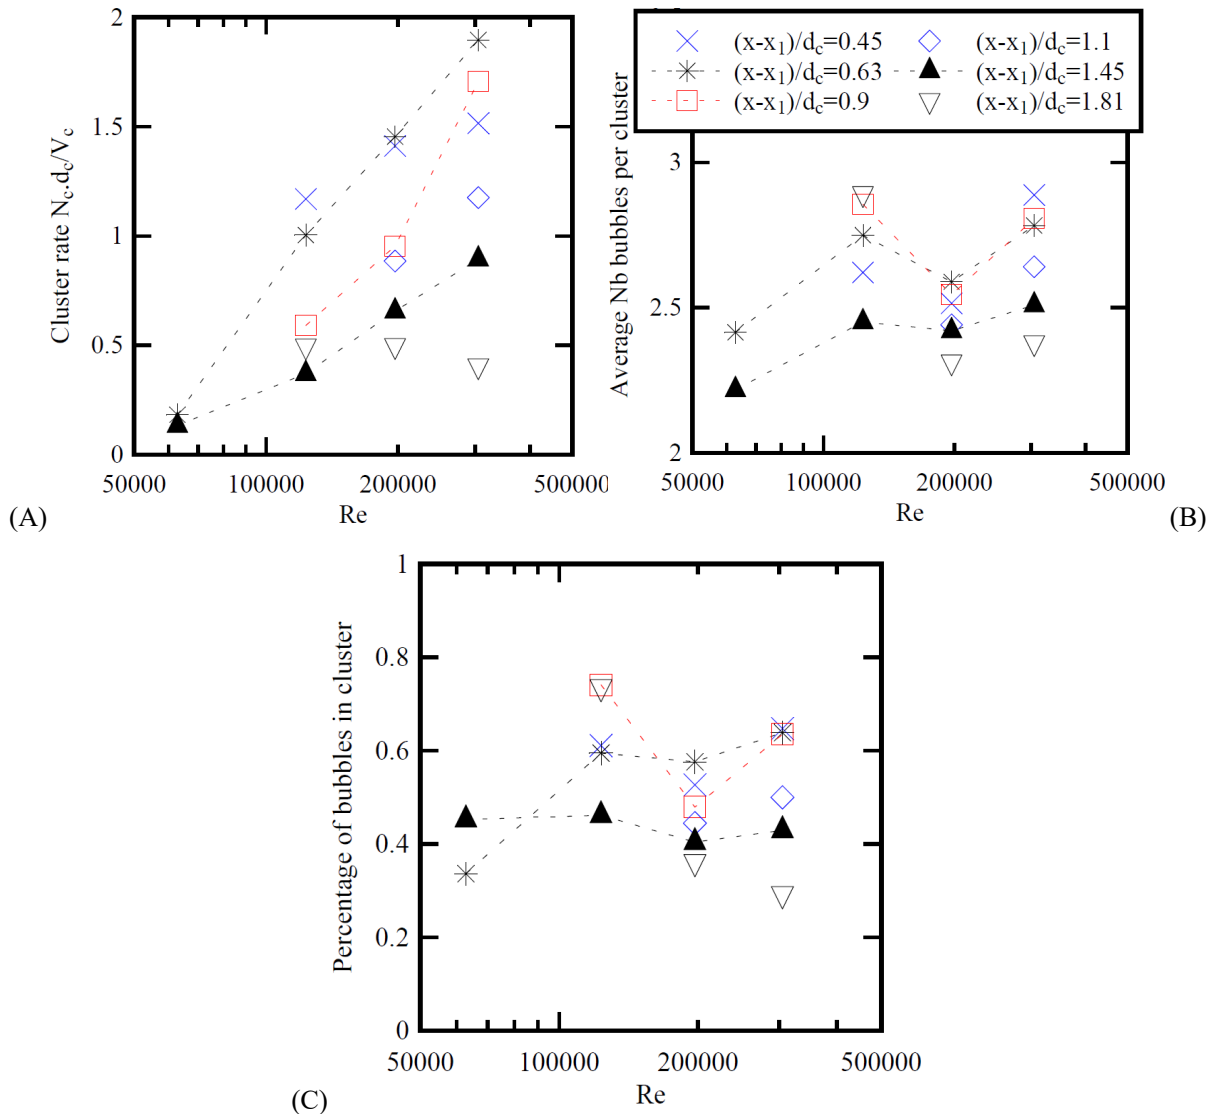 2
1.5
1
0.5
0
Cluster rate N_c.d_c/V_c
50000 100000 200000 500000
Re
(A)
(x-x_1)/d_c=0.45 (x-x_1)/d_c=1.1
(x-x_1)/d_c=0.63 (x-x_1)/d_c=1.45
(x-x_1)/d_c=0.9 (x-x_1)/d_c=1.81
3
2.5
2
Average Nb bubbles per cluster
50000 100000 200000 500000
Re
(B)
1
0.8
0.6
0.4
0.2
0
Percentage of bubbles in cluster
50000 100000 200000 500000
Re
(C)